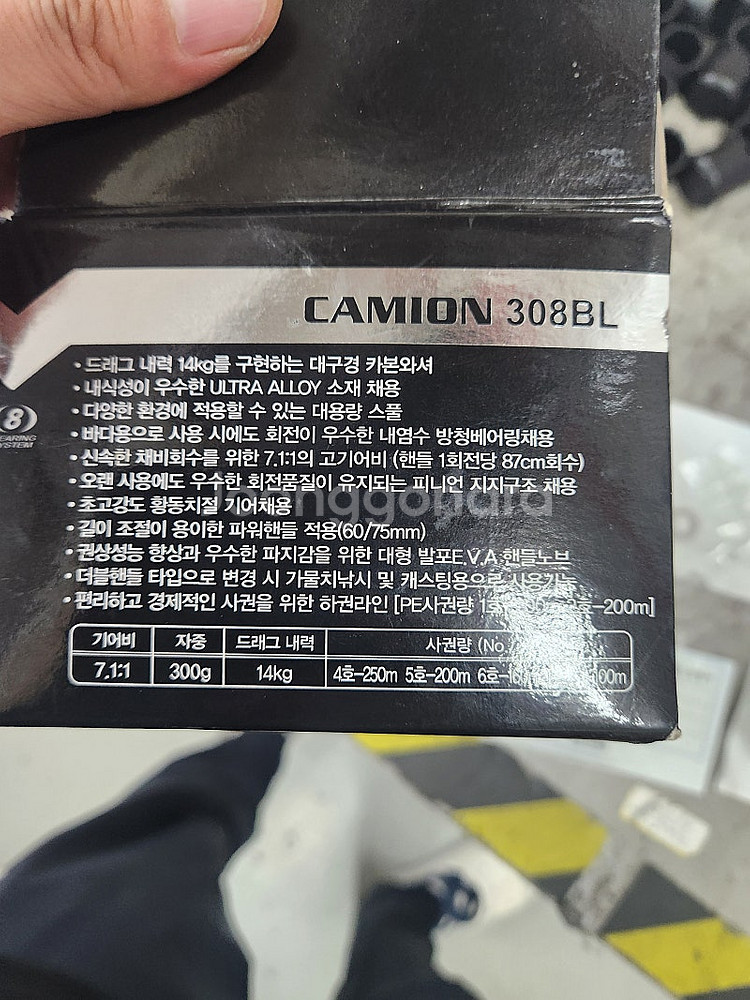 CAMION 308BL
• 드래그 내력 14kg를 구현하는 대구경 카본와셔
• 내식성이 우수한 ULTRA ALLOY 소재 채용
• 다양한 환경에 적용할 수 있는 대용량 스풀
• 바다용으로 사용 시에도 회전이 우수한 내염수 방청베어링채용
• 신속한 채비회수를 위한 7.1:1의 고기어비 (핸들 1회전당 87cm회수)
• 오랜 사용에도 우수한 회전품질이 유지되는 피니언 지지구조 채용
• 초고강도 황동치절 기어채용
• 길이 조절이 용이한 파워핸들 적용(60/75mm)
• 권상성능 향상과 우수한 파지감을 위한 대형 발포E.V.A 핸들노브
• 더블핸들 타입으로 변경 시 가물치낚시 및 캐스팅용으로 사용가능
• 편리하고 경제적인 사권을 위한 하권라인 [PE사권량 -200m]
8
EARING
YSTEM
joonggonara
기어비 자중 드래그 내력 사권량 (No.
7.1:1 300g 14kg 4호-250m 5호-200m 6호-